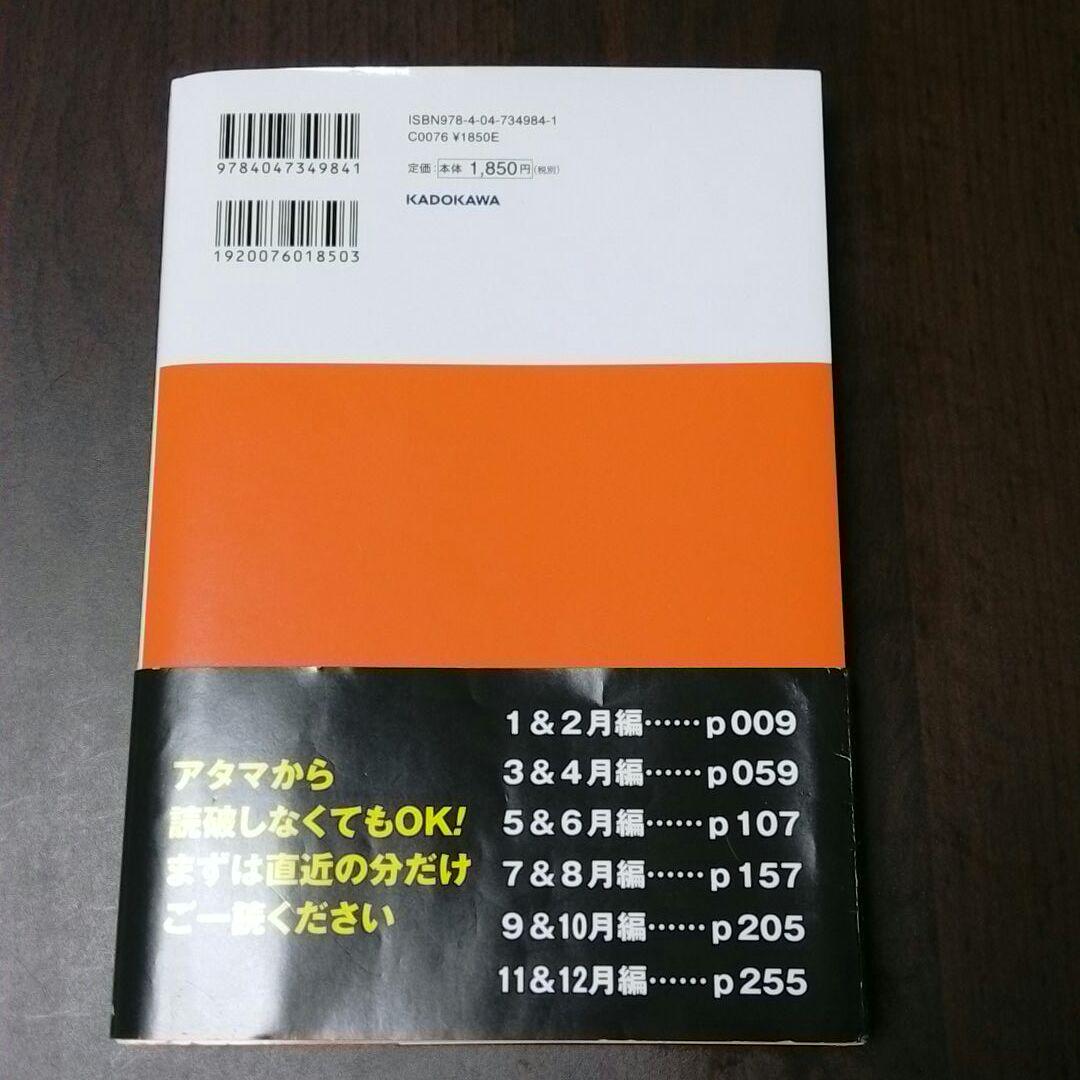 ISBN978-4-04-734984-1
C0076 ¥1850E
9784047349841
定価：本体 1,850円（税別）
KADOKAWA
1920076018503
アタマから
読破しなくてもOK!
まずは直近の分だけ
ご一読ください
1＆2月編……p009
3＆4月編……p059
5＆6月編……p107
7＆8月編……p157
9＆10月編……p205
11＆12月編……p255